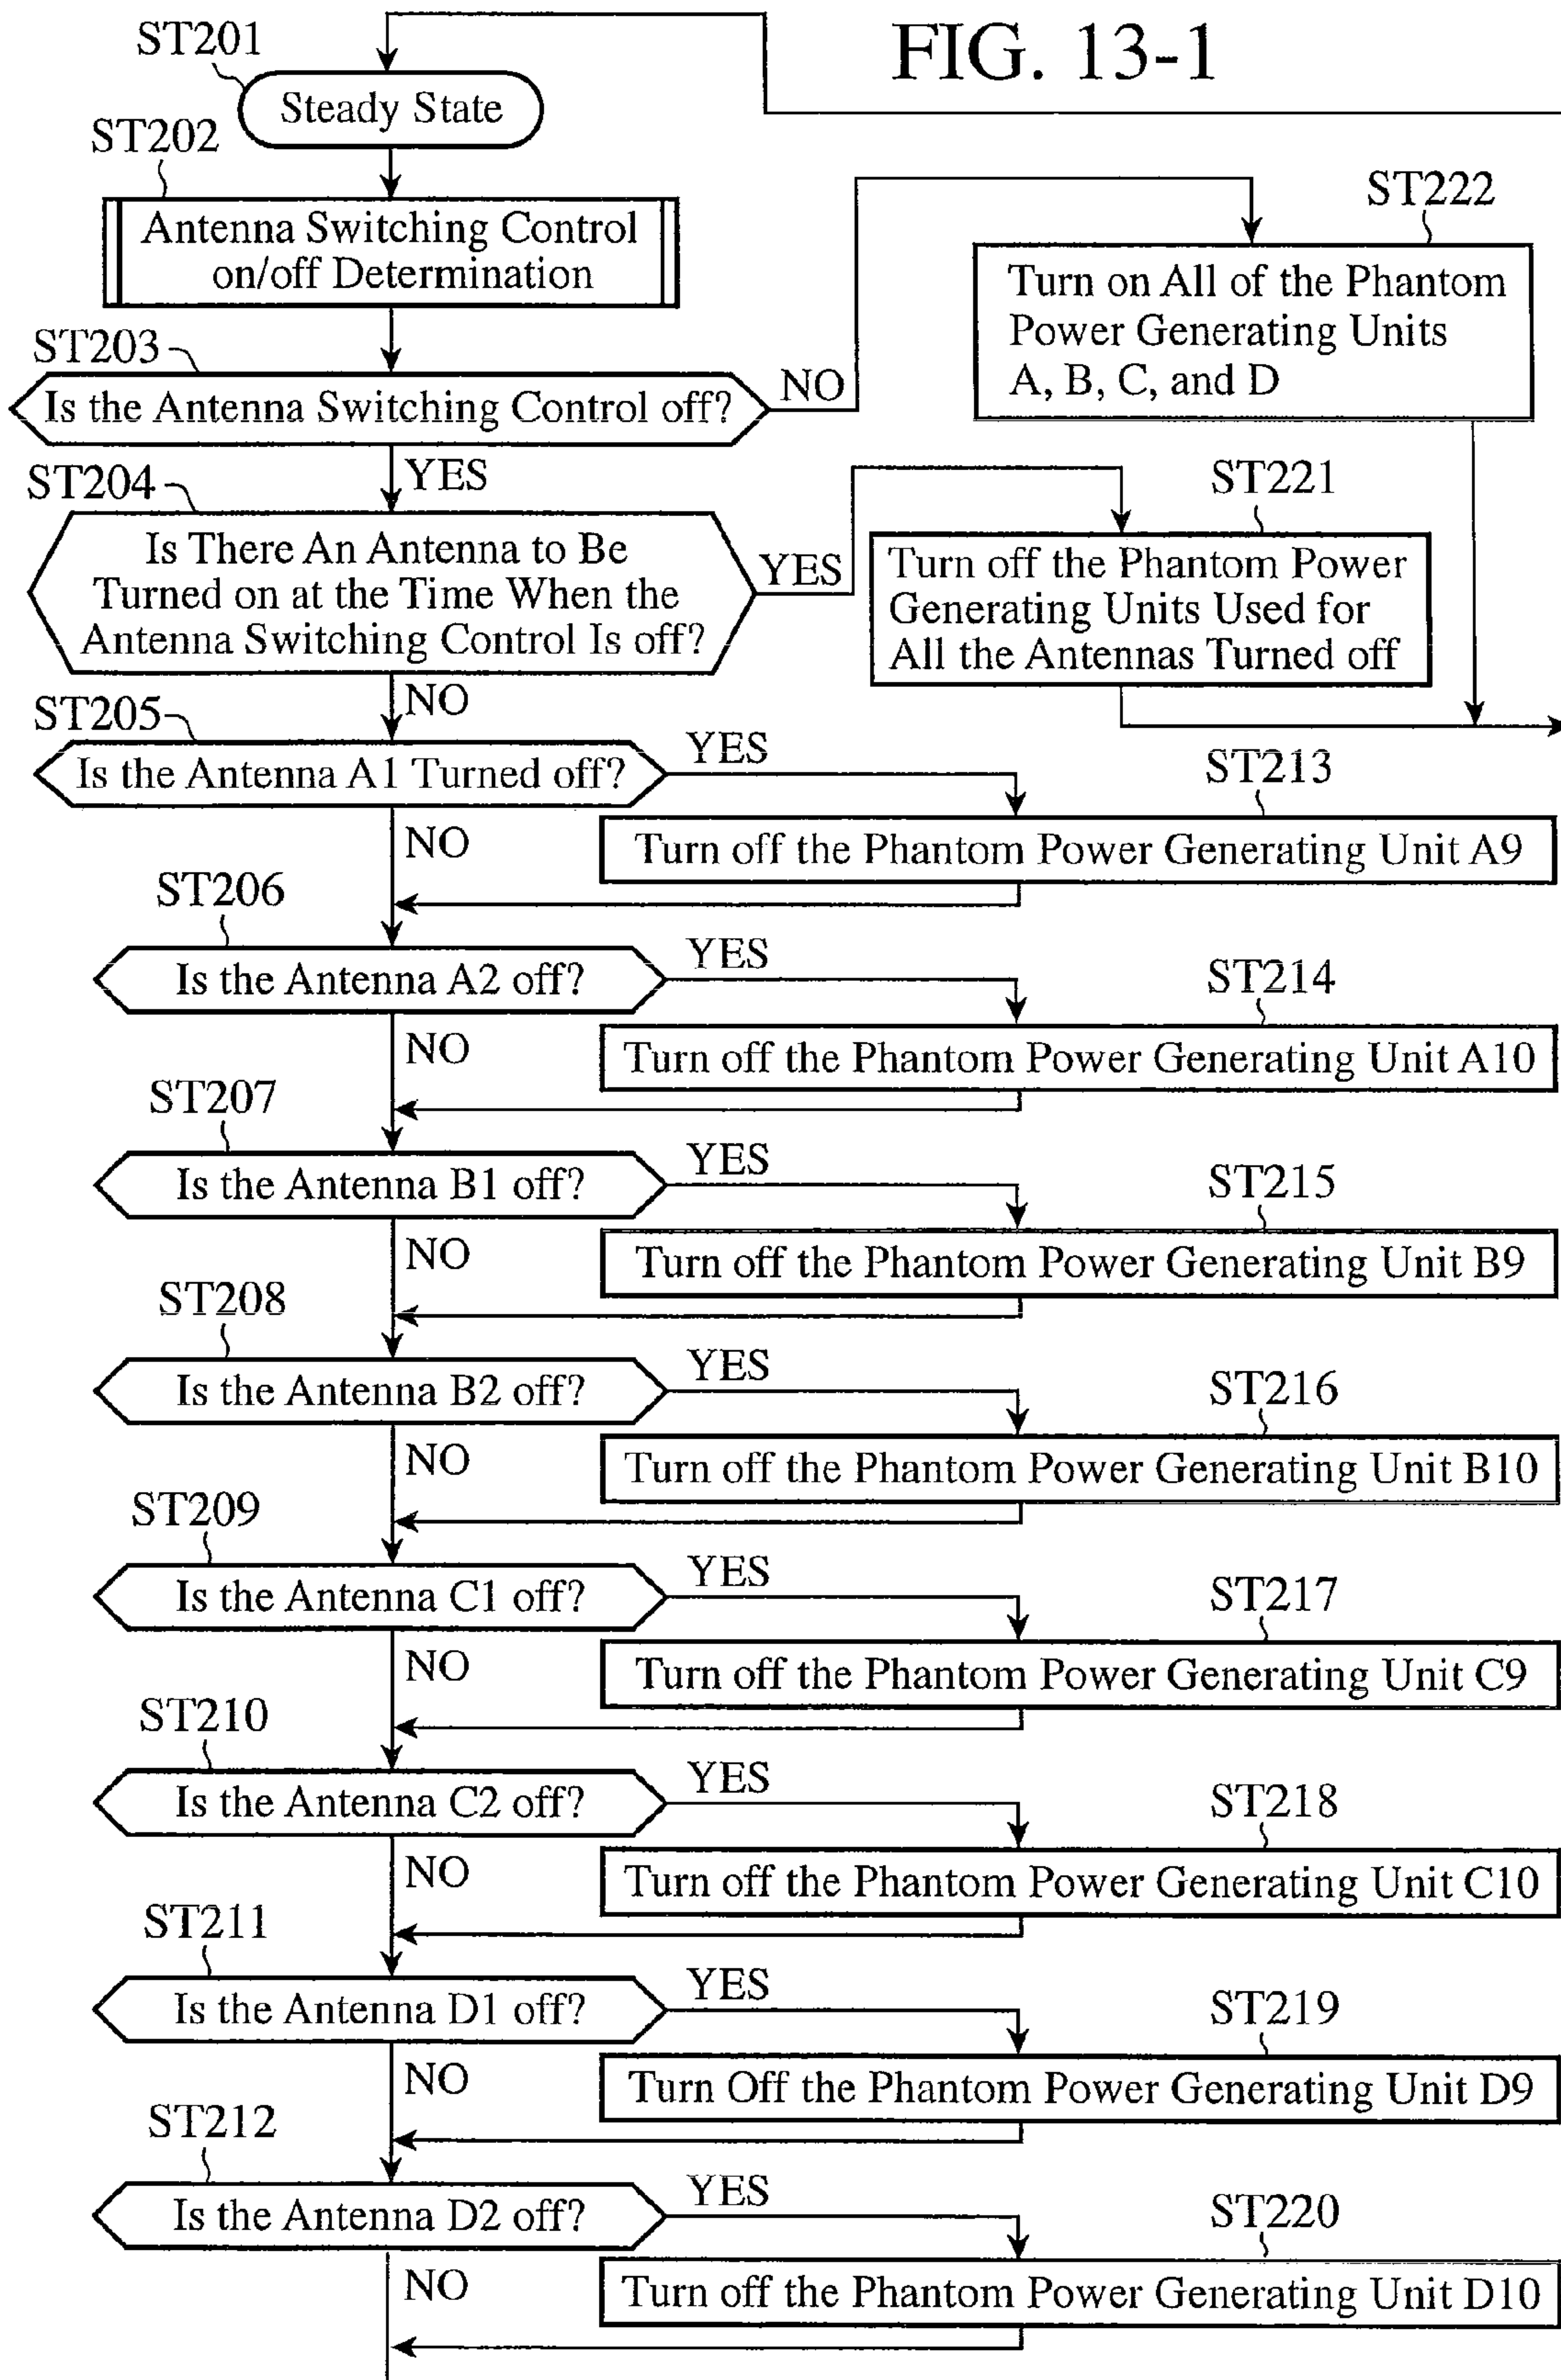 FIG. 13-1
ST201
Steady State
ST202
Antenna Switching Control
on/off Determination
ST203
Is the Antenna Switching Control off?
NO
ST222
Turn on All of the Phantom
Power Generating Units
A, B, C, and D
YES
ST204
Is There An Antenna to Be
Turned on at the Time When the
Antenna Switching Control Is off?
YES
ST221
Turn off the Phantom Power
Generating Units Used for
All the Antennas Turned off
NO
ST205
Is the Antenna A1 Turned off?
YES
ST213
Turn off the Phantom Power Generating Unit A9
NO
ST206
Is the Antenna A2 off?
YES
ST214
Turn off the Phantom Power Generating Unit A10
NO
ST207
Is the Antenna B1 off?
YES
ST215
Turn off the Phantom Power Generating Unit B9
NO
ST208
Is the Antenna B2 off?
YES
ST216
Turn off the Phantom Power Generating Unit B10
NO
ST209
Is the Antenna C1 off?
YES
ST217
Turn off the Phantom Power Generating Unit C9
NO
ST210
Is the Antenna C2 off?
YES
ST218
Turn off the Phantom Power Generating Unit C10
NO
ST211
Is the Antenna D1 off?
YES
ST219
Turn Off the Phantom Power Generating Unit D9
NO
ST212
Is the Antenna D2 off?
YES
ST220
Turn off the Phantom Power Generating Unit D10
NO